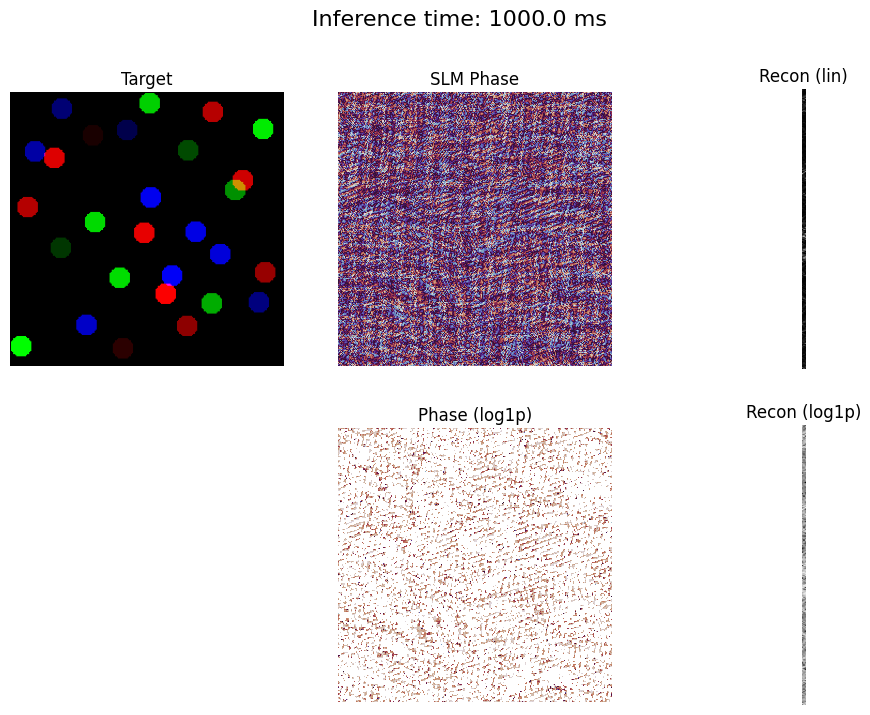 Inference time: 1000.0 ms
Target
SLM Phase
Recon (lin)
Phase (log1p)
Recon (log1p)